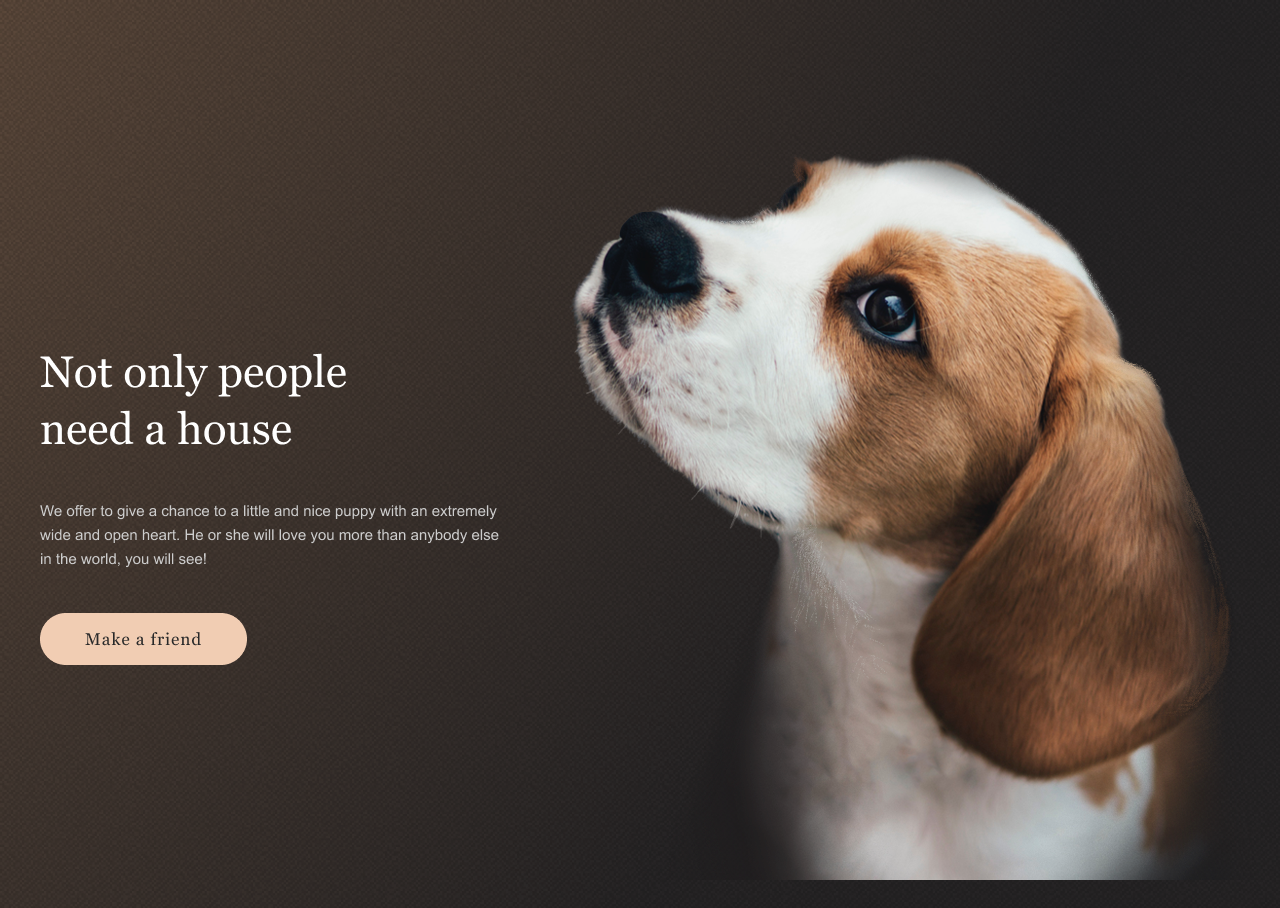 Not only people
need a house
We offer to give a chance to a little and nice puppy with an extremely
wide and open heart. He or she will love you more than anybody else
in the world, you will see!
Make a friend